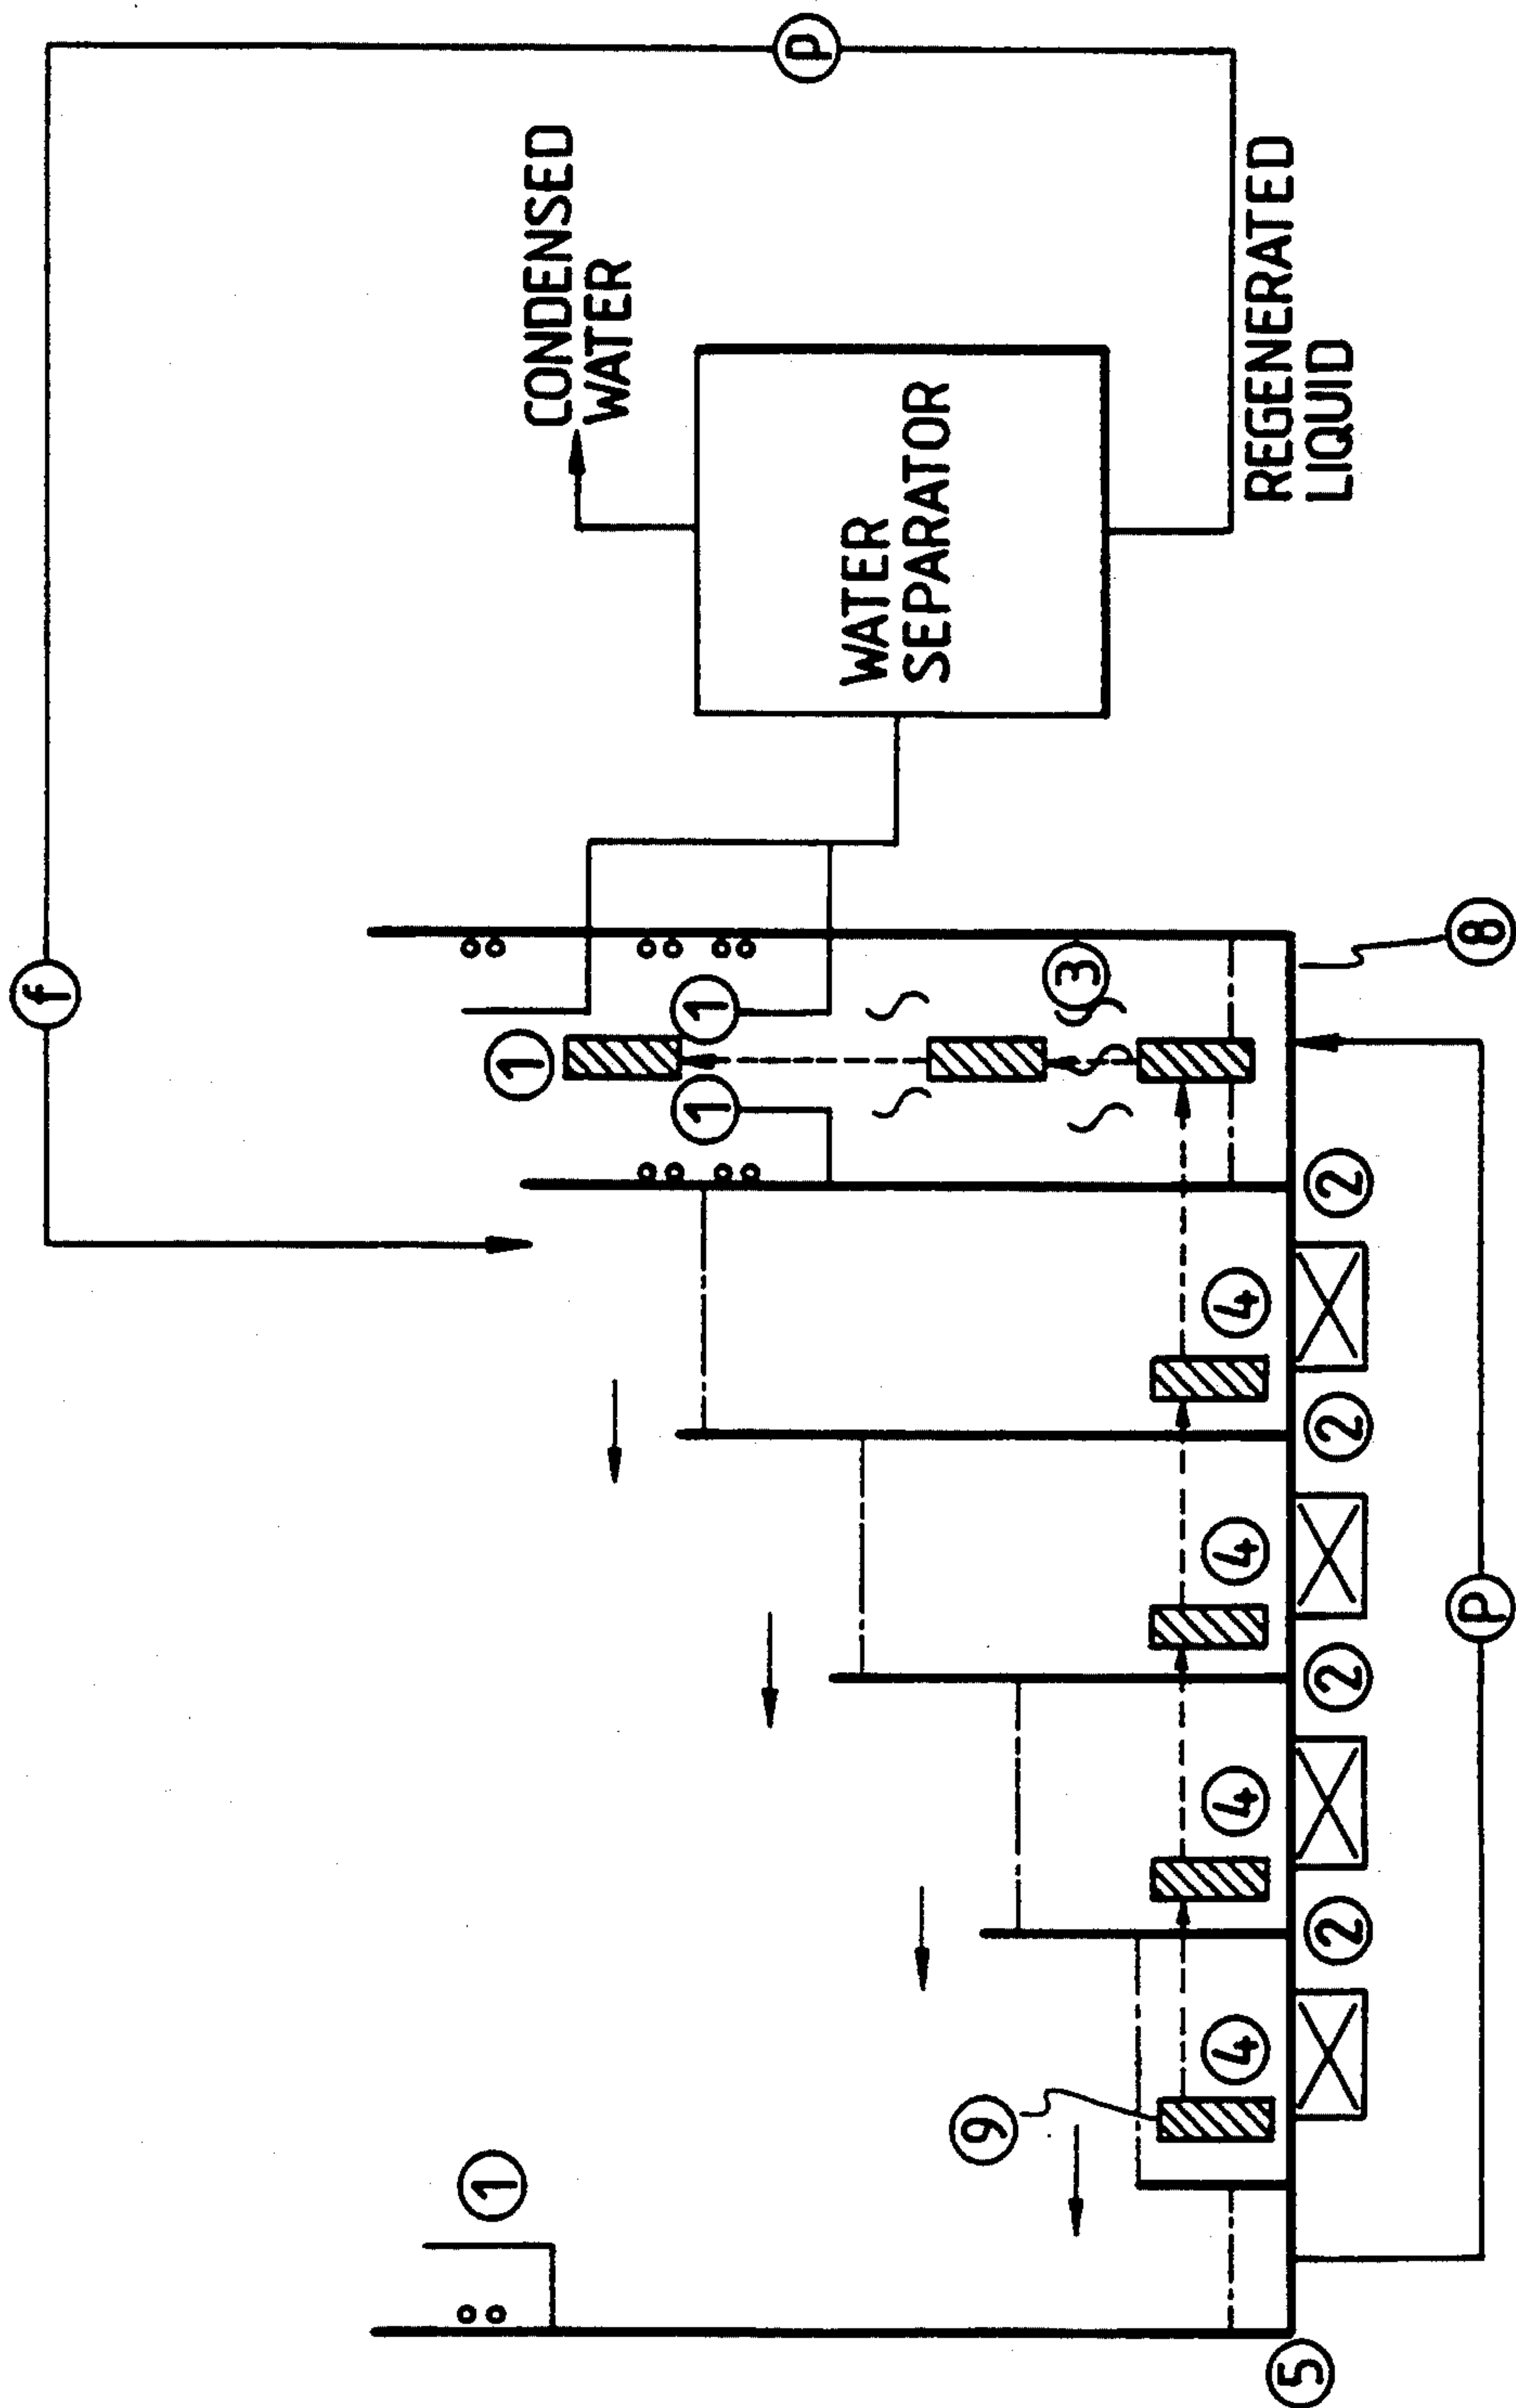 f
①
①
CONDENSED
WATER
① ①
P
WATER
SEPARATOR
⑨
③
④ ④ ④ ④
REGENERATED
LIQUID
⑤
② ② ② ②
P
⑧